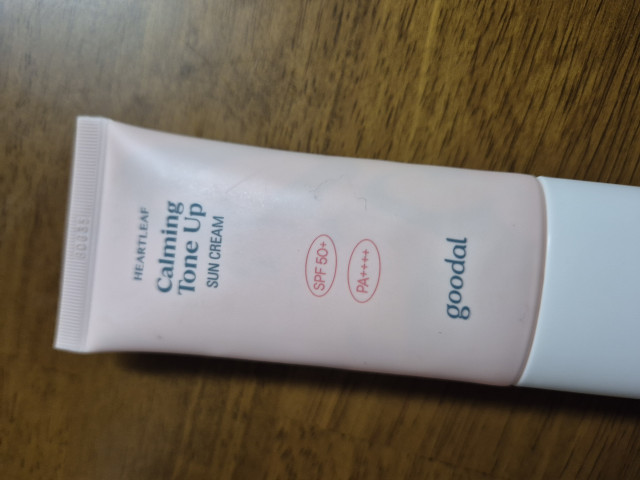 HEARTLEAF
Calming
Tone Up
SUN CREAM
SPF 50+
PA++++
goodal